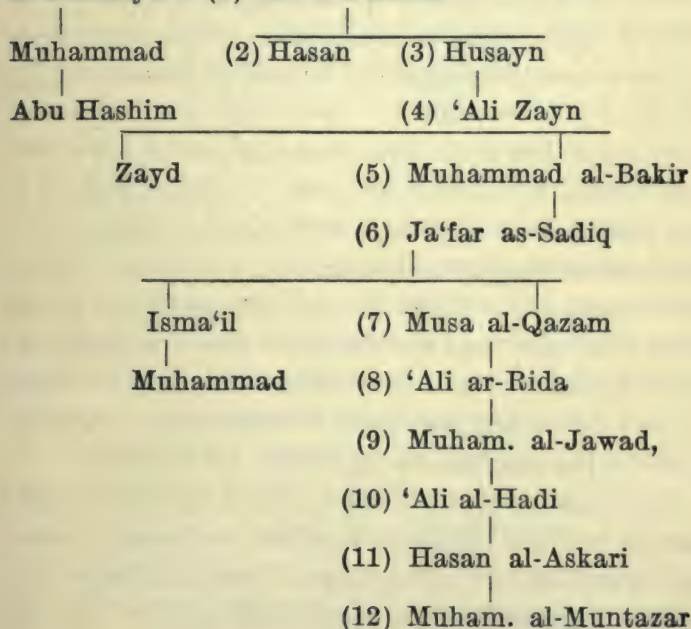 Muhammad (2) Hasan (3) Husayn
Abu Hashim (4) ‘Ali Zayn
Zayd (5) Muhammad al-Bakir
(6) Ja‘far as-Sadiq
Isma‘il (7) Musa al-Qazam
Muhammad (8) ‘Ali ar-Rida
(9) Muham. al-Jawad,
(10) ‘Ali al-Hadi
(11) Hasan al-Askari
(12) Muham. al-Muntazar